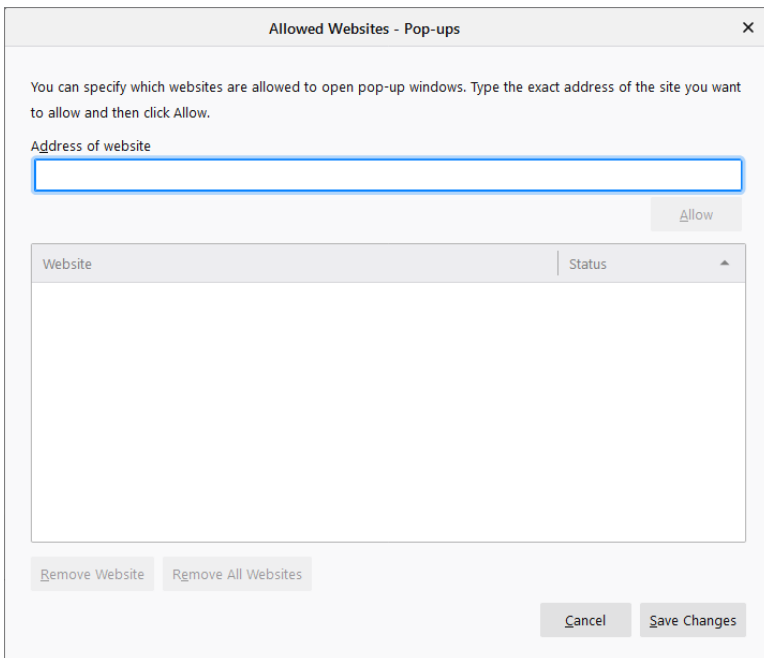 Allowed Websites - Pop-ups
You can specify which websites are allowed to open pop-up windows. Type the exact address of the site you want
to allow and then click Allow.
Address of website
Allow
Website Status
Remove Website Remove All Websites
Cancel Save Changes